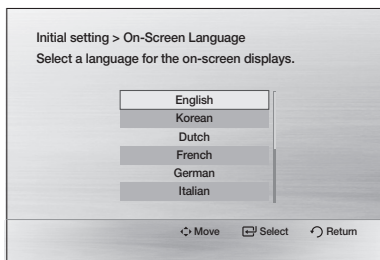 Initial setting > On-Screen Language
Select a language for the on-screen displays.
English
Korean
Dutch
French
German
Italian
Move Select Return